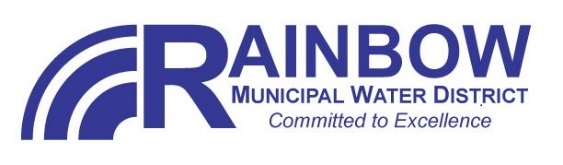 RAINBOW
MUNICIPAL WATER DISTRICT
Committed to Excellence